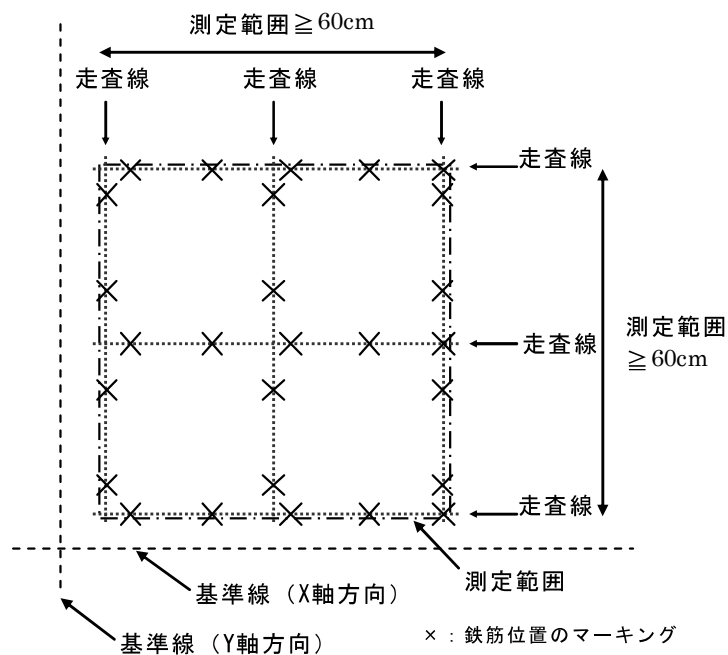 測定範囲≧60cm
走査線
走査線
走査線
走査線
測定範囲
≧60cm
走査線
走査線
測定範囲
基準線（X軸方向）
基準線（Y軸方向）
×：鉄筋位置のマーキング